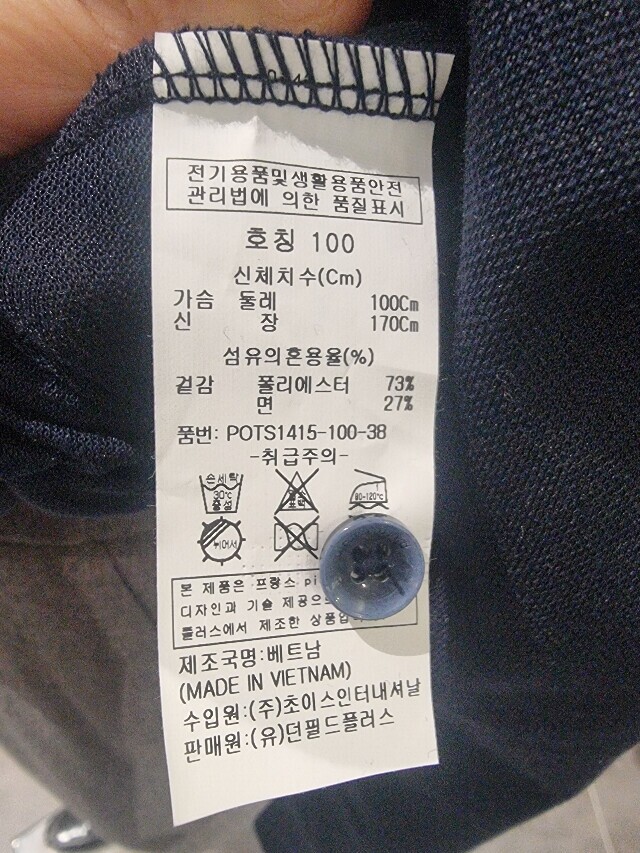 전기용품및생활용품안전
관리법에 의한 품질표시
호칭 100
신체치수(Cm)
가슴 둘레 100Cm
신 장 170Cm
섬유의혼용율(%)
겉감 폴리에스터 73%
면 27%
품번: POTS1415-100-38
-취급주의-
손세탁
30℃
중성
80-120℃
뉘어서
본 제품은 프랑스 pi
디자인과 기술 제공으
플러스에서 제조한 상품입
제조국명:베트남
(MADE IN VIETNAM)
수입원:(주)초이스인터내셔날
판매원:(유)던필드플러스